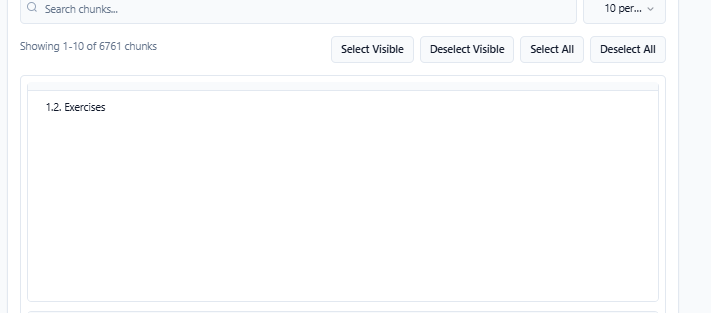 Search chunks...
10 per...
Showing 1-10 of 6761 chunks
Select Visible
Deselect Visible
Select All
Deselect All
1.2. Exercises